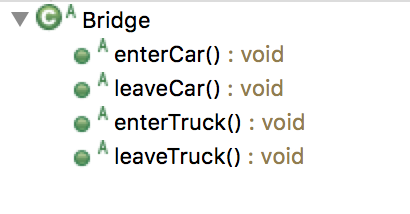 C A Bridge
A enterCar() : void
A leaveCar() : void
A enterTruck() : void
A leaveTruck() : void